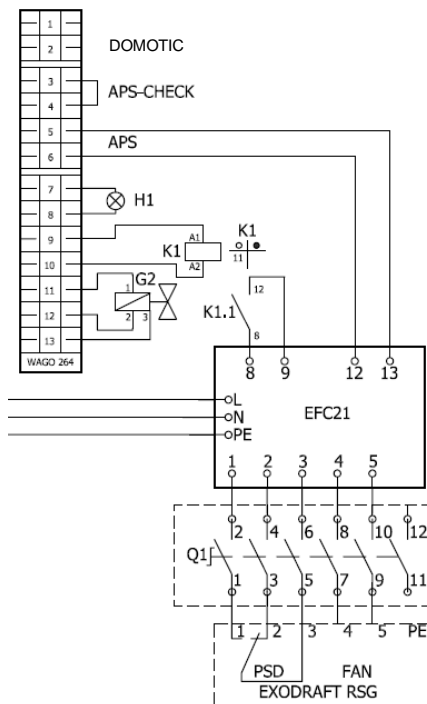 1
2 DOMOTIC
3
4 APS-CHECK
5
6 APS
7
8 H1
9 A1 K1
10 K1 A2 11
11 1 G2
12 2 3
13
WAGO 264
12
K1.1
8
8 9 12 13
EFC21
L
N
PE
1 2 3 4 5
2 4 6 8 10 12
Q1
1 3 5 7 9 11
1 2 3 4 5 PE
PSD FAN
EXODRAFT RSG